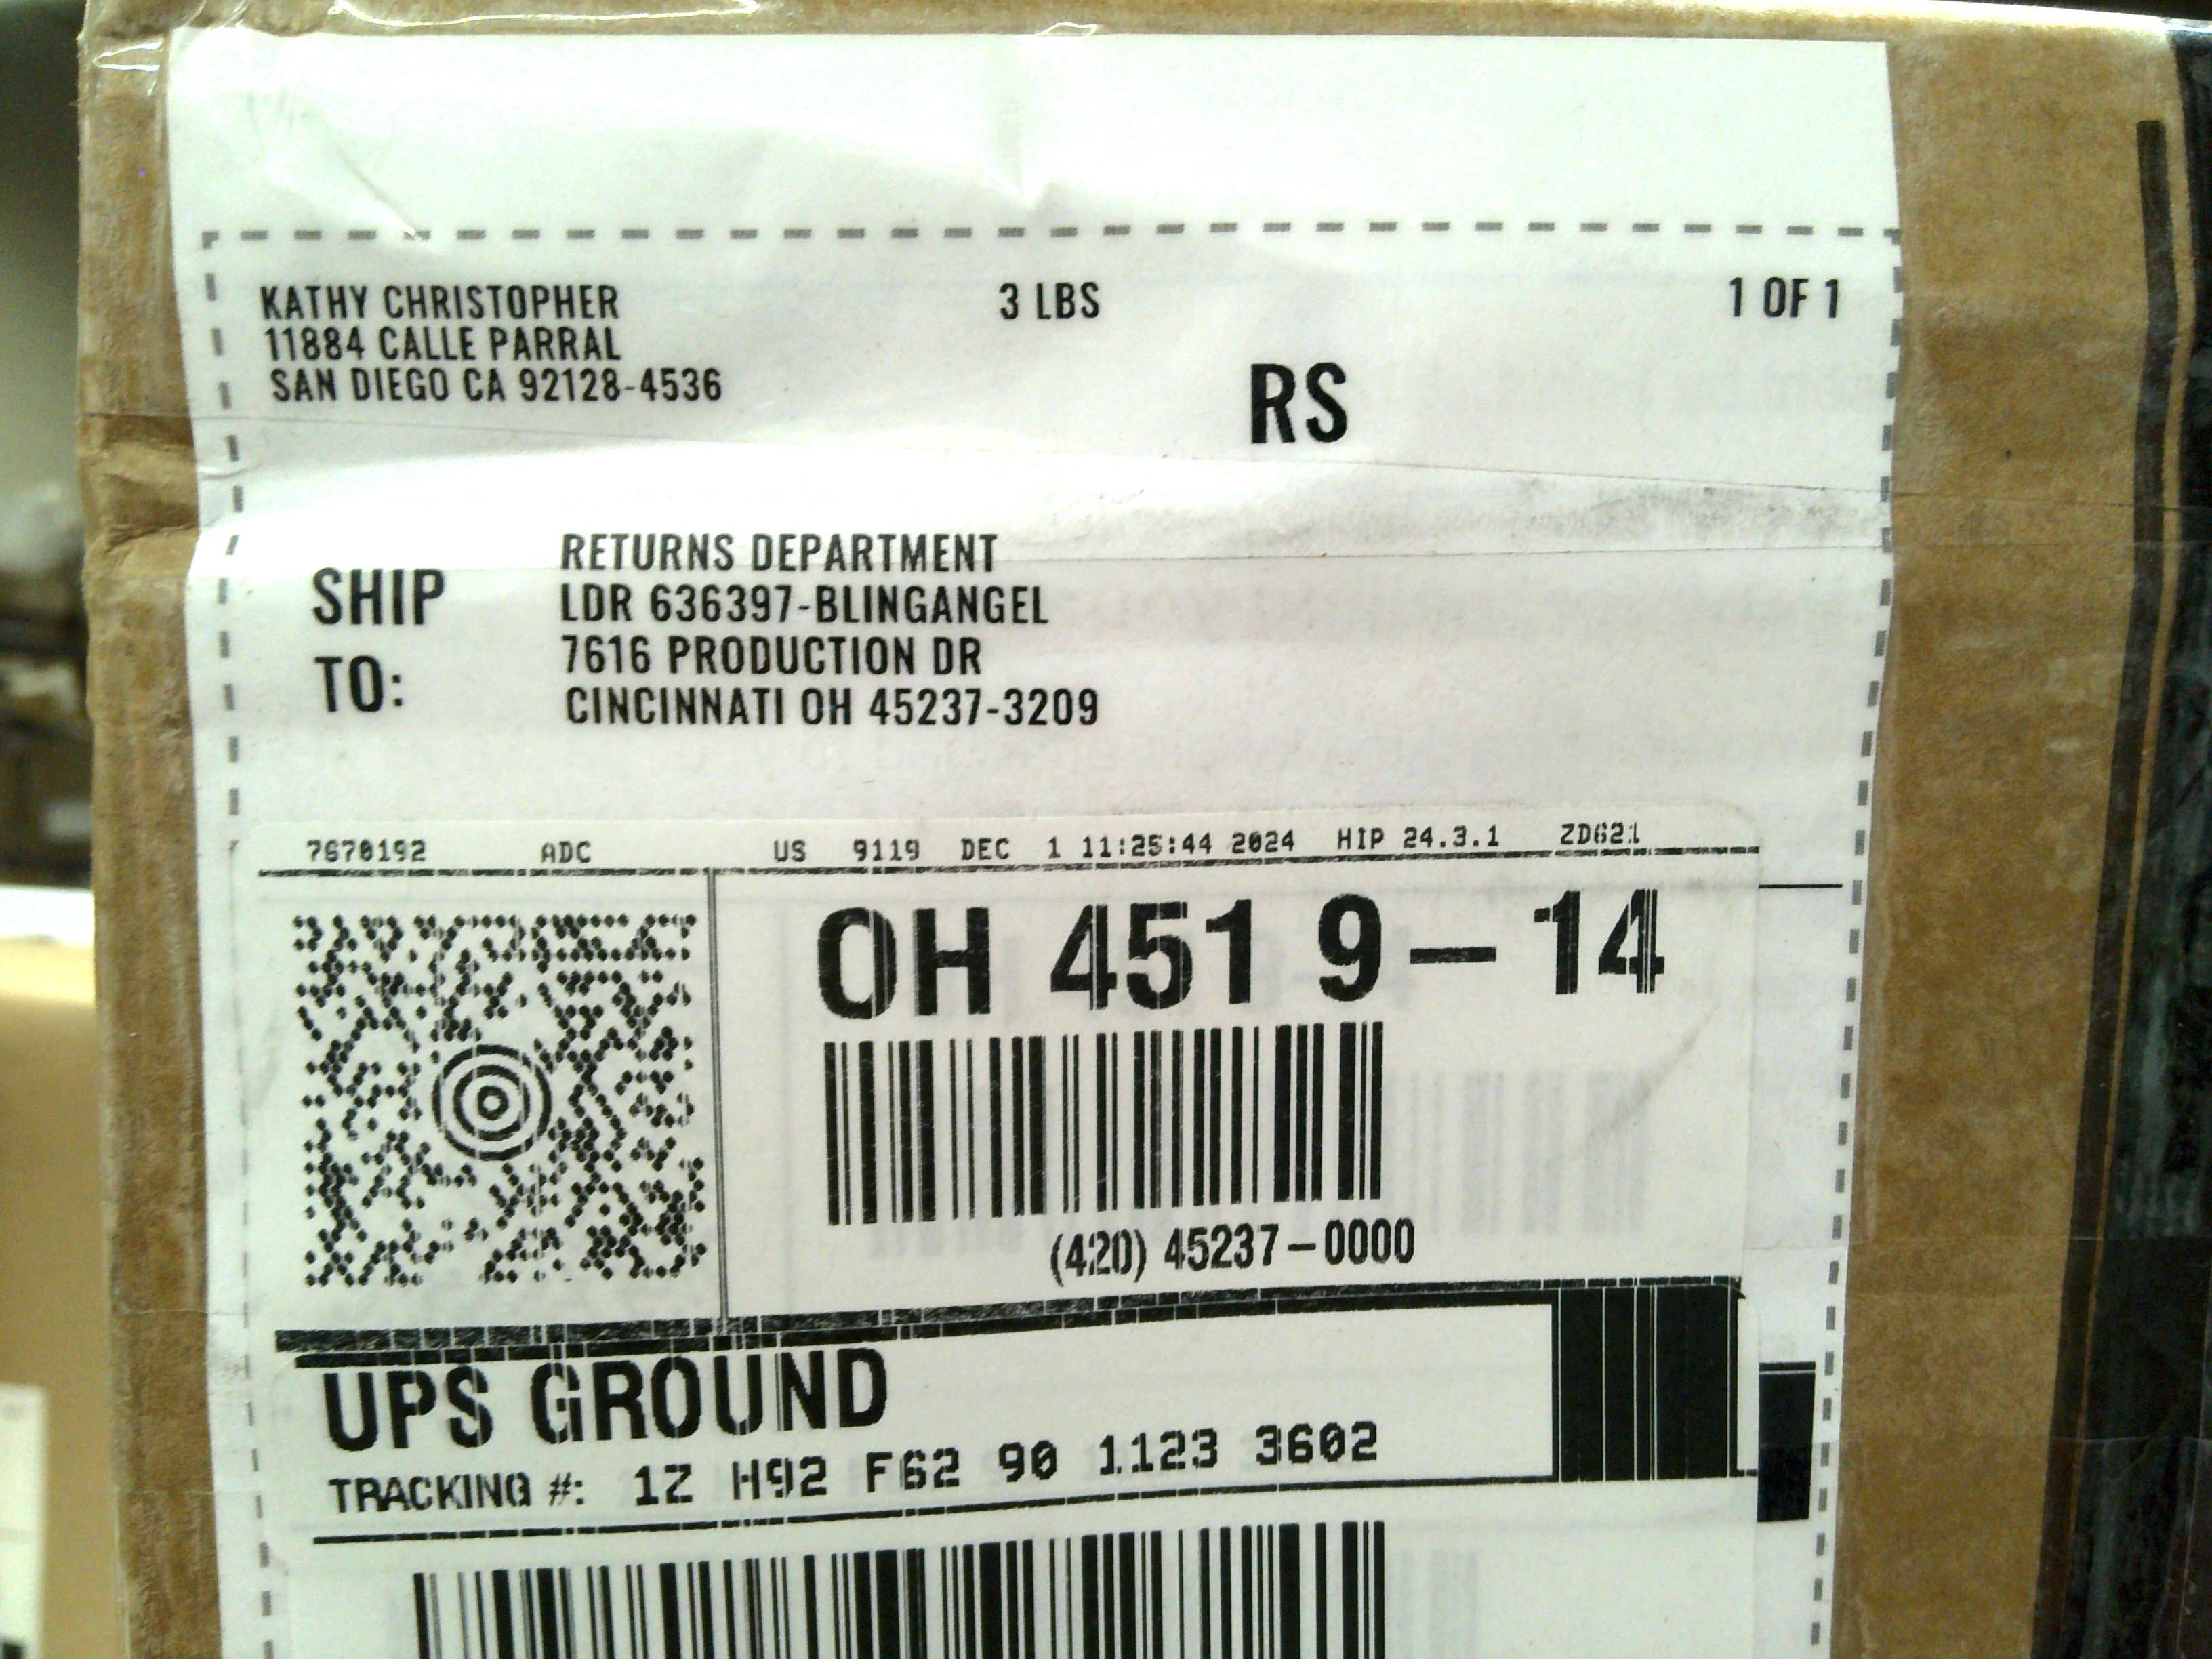 KATHY CHRISTOPHER
11884 CALLE PARRAL
SAN DIEGO CA 92128-4536
3 LBS
1 OF 1
RS
SHIP TO:
RETURNS DEPARTMENT
LDR 636397-BLINGANGEL
7616 PRODUCTION DR
CINCINNATI OH 45237-3209
7670192 ADC US 9119 DEC 1 11:25:44 2024 HIP 24.3.1 ZD621
OH 451 9-14
(420) 45237-0000
UPS GROUND
TRACKING #: 1Z H92 F62 90 1123 3602